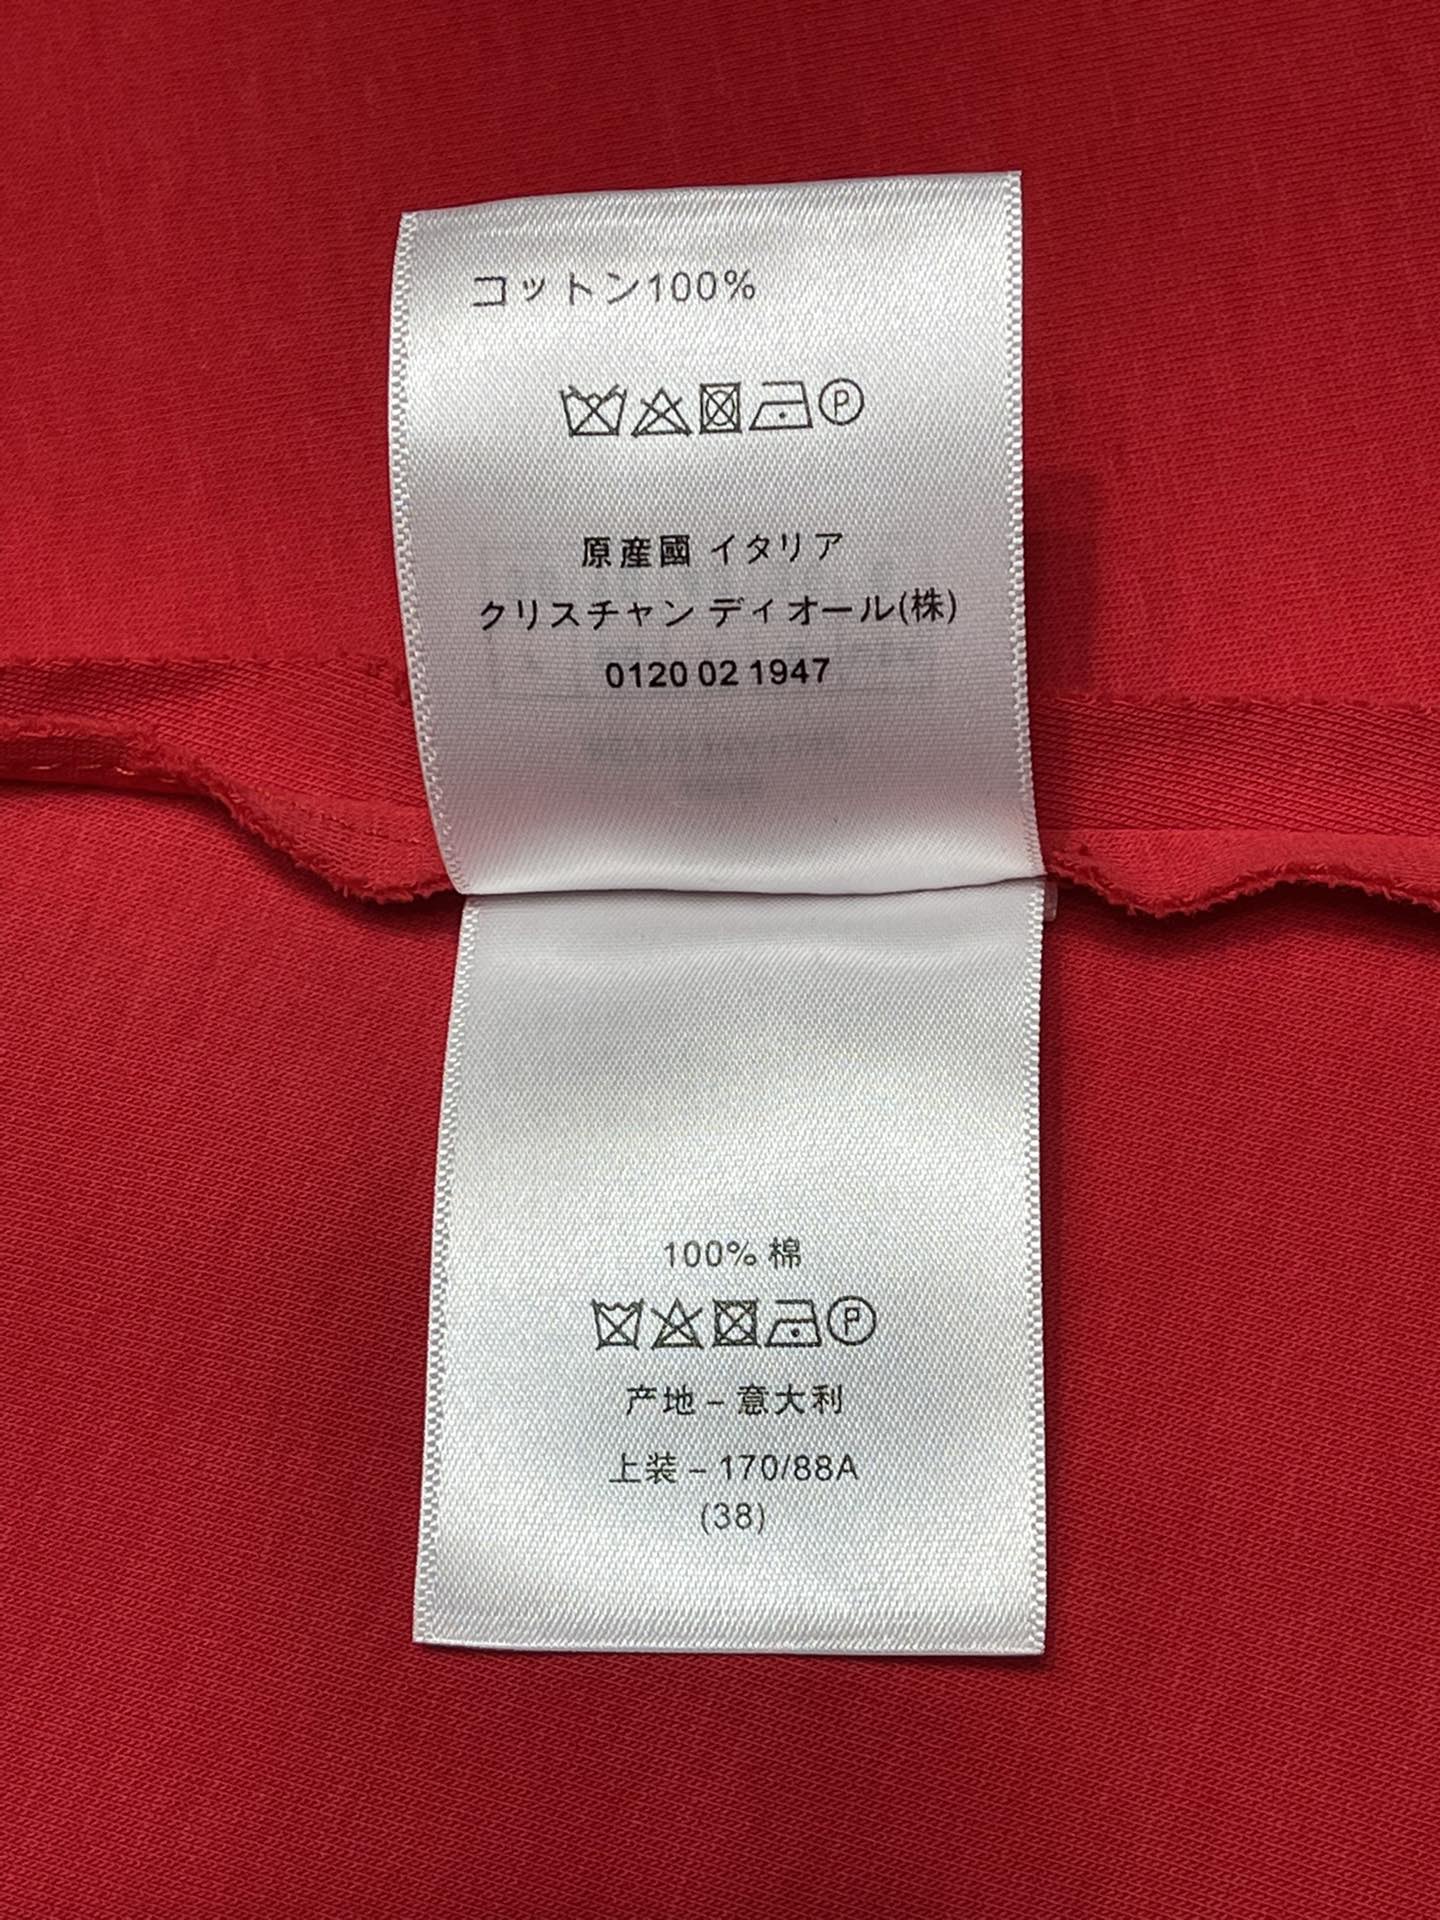 コットン100%
P
原産國 イタリア
クリスチャン ディオール(株)
0120 02 1947
100% 棉
P
产地 – 意大利
上装 – 170/88A
(38)